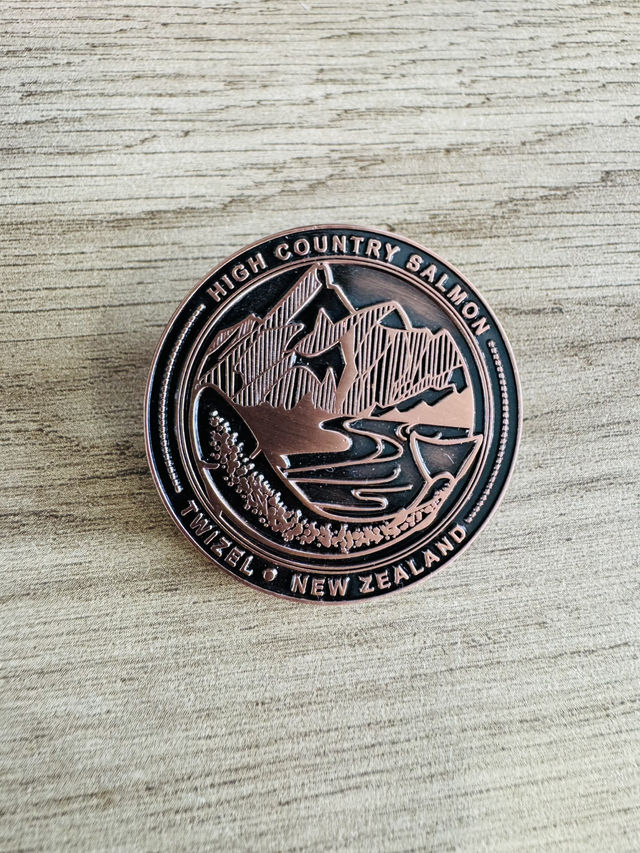 HIGH COUNTRY SALMON
TWIZEL • NEW ZEALAND